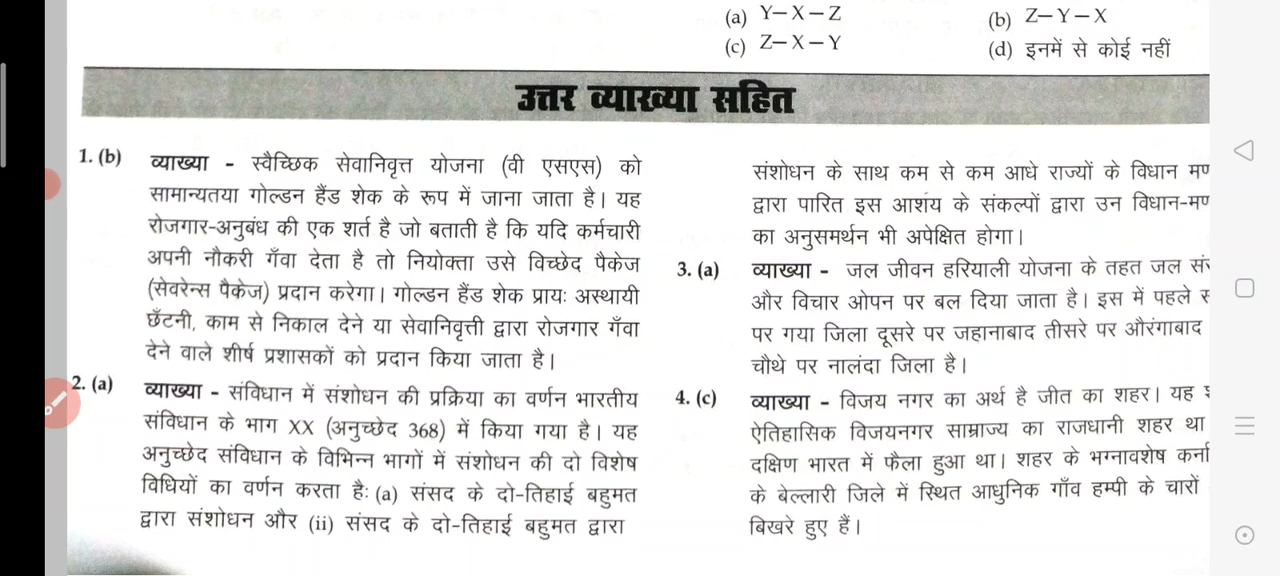 (a) Y–X–Z (b) Z–Y–X
(c) Z–X–Y (d) इनमें से कोई नहीं
उत्तर व्याख्या सहित
1. (b) व्याख्या - स्वैच्छिक सेवानिवृत्त योजना (वी एसएस) को
सामान्यतया गोल्डन हैंड शेक के रूप में जाना जाता है। यह
रोजगार-अनुबंध की एक शर्त है जो बताती है कि यदि कर्मचारी
अपनी नौकरी गँवा देता है तो नियोक्ता उसे विच्छेद पैकेज
(सेवरेन्स पैकेज) प्रदान करेगा। गोल्डन हैंड शेक प्रायः अस्थायी
छँटनी, काम से निकाल देने या सेवानिवृत्ती द्वारा रोजगार गँवा
देने वाले शीर्ष प्रशासकों को प्रदान किया जाता है।
2. (a) व्याख्या - संविधान में संशोधन की प्रक्रिया का वर्णन भारतीय
संविधान के भाग XX (अनुच्छेद 368) में किया गया है। यह
अनुच्छेद संविधान के विभिन्न भागों में संशोधन की दो विशेष
विधियों का वर्णन करता हैः (a) संसद के दो-तिहाई बहुमत
द्वारा संशोधन और (ii) संसद के दो-तिहाई बहुमत द्वारा
संशोधन के साथ कम से कम आधे राज्यों के विधान
द्वारा पारित इस आशंय के संकल्पों द्वारा उन
का अनुसमर्थन भी अपेक्षित होगा।
3. (a) व्याख्या - जल जीवन हरियाली योजना के तहत जल
और विचार ओपन पर बल दिया जाता है। इस में पहले
पर गया जिला दूसरे पर जहानाबाद तीसरे पर औरंगाबाद
चौथे पर नालंदा जिला है।
4. (c) व्याख्या - विजय नगर का अर्थ है जीत का शहर। यह
ऐतिहासिक विजयनगर साम्राज्य का राजधानी शहर था
दक्षिण भारत में फैला हुआ था। शहर के भग्नावशेष
के बेल्लारी जिले में स्थित आधुनिक गाँव हम्पी के चारों
बिखरे हुए हैं।